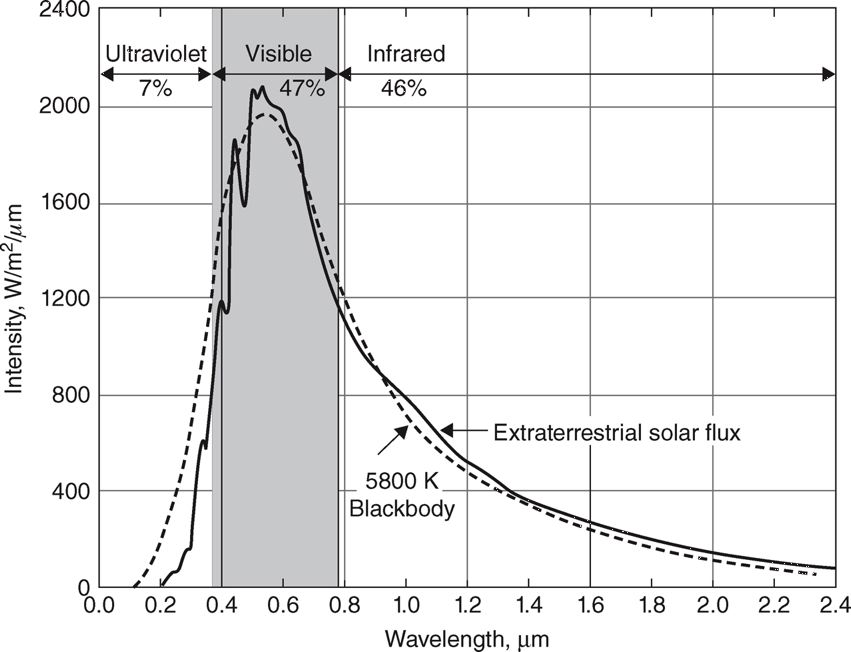 2400
2000
1600
1200
800
400
0
Intensity, W/m²/μm
Ultraviolet
7%
Visible
47%
Infrared
46%
Extraterrestrial solar flux
5800 K
Blackbody
0.0 0.2 0.4 0.6 0.8 1.0 1.2 1.4 1.6 1.8 2.0 2.2 2.4
Wavelength, μm